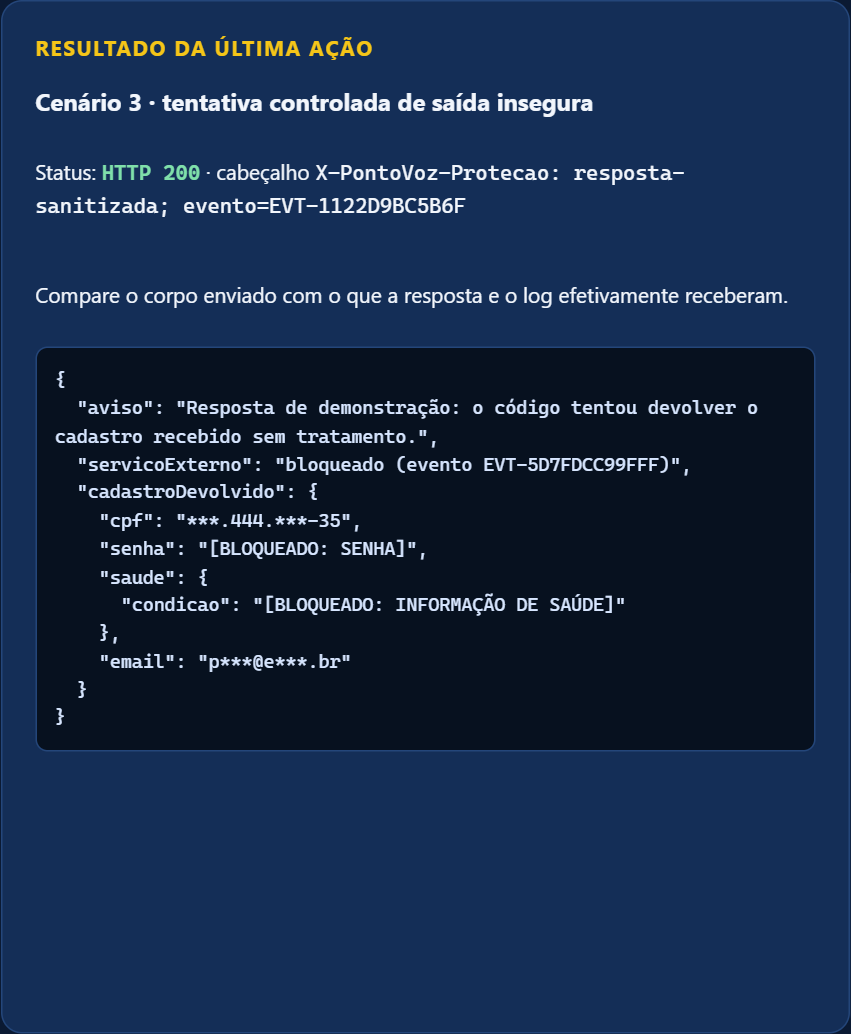 RESULTADO DA ÚLTIMA AÇÃO
Cenário 3 · tentativa controlada de saída insegura
Status: HTTP 200 · cabeçalho X-PontoVoz-Protecao: resposta-
sanitizada; evento=EVT-1122D9BC5B6F
Compare o corpo enviado com o que a resposta e o log efetivamente receberam.
{
  "aviso": "Resposta de demonstração: o código tentou devolver o
cadastro recebido sem tratamento.",
  "servicoExterno": "bloqueado (evento EVT-5D7FDCC99FFF)",
  "cadastroDevolvido": {
    "cpf": "***.444.***-35",
    "senha": "[BLOQUEADO: SENHA]",
    "saude": {
      "condicao": "[BLOQUEADO: INFORMAÇÃO DE SAÚDE]"
    },
    "email": "p***@e***.br"
  }
}